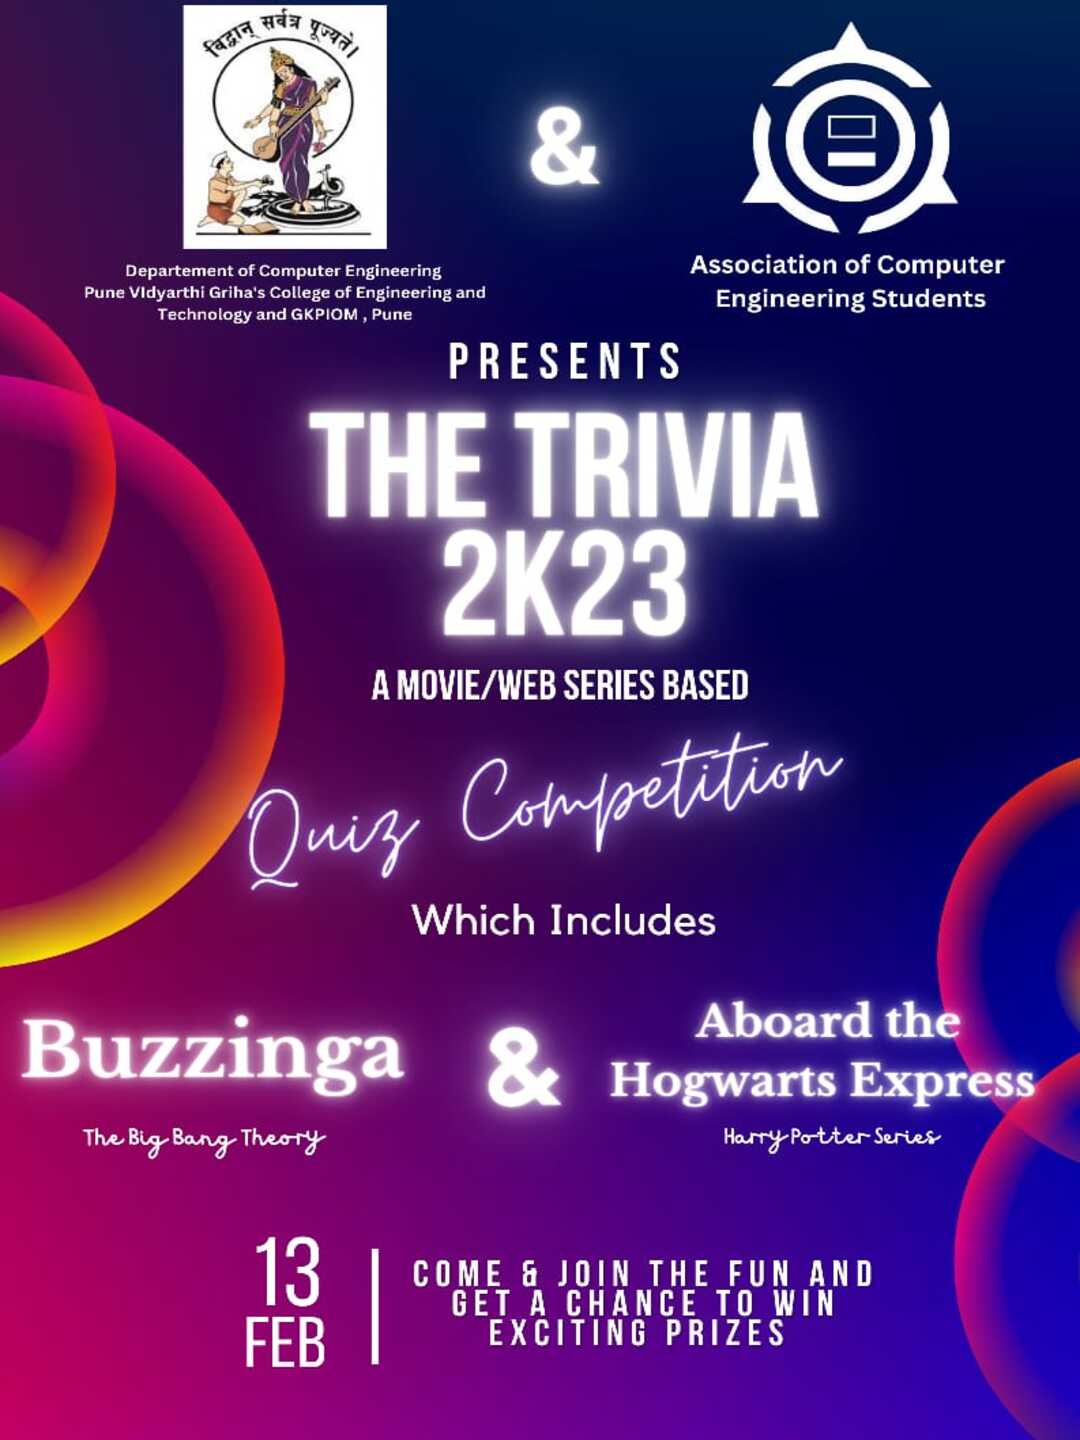 विद्वान् सर्वत्र पूज्यते।
&
Departement of Computer Engineering
Pune VIdyarthi Griha's College of Engineering and
Technology and GKPIOM , Pune
Association of Computer
Engineering Students
PRESENTS
THE TRIVIA
2K23
A MOVIE/WEB SERIES BASED
Quiz Competition
Which Includes
Buzzinga
The Big Bang Theory
&
Aboard the
Hogwarts Express
Harry Potter Series
13
FEB
COME & JOIN THE FUN AND
GET A CHANCE TO WIN
EXCITING PRIZES